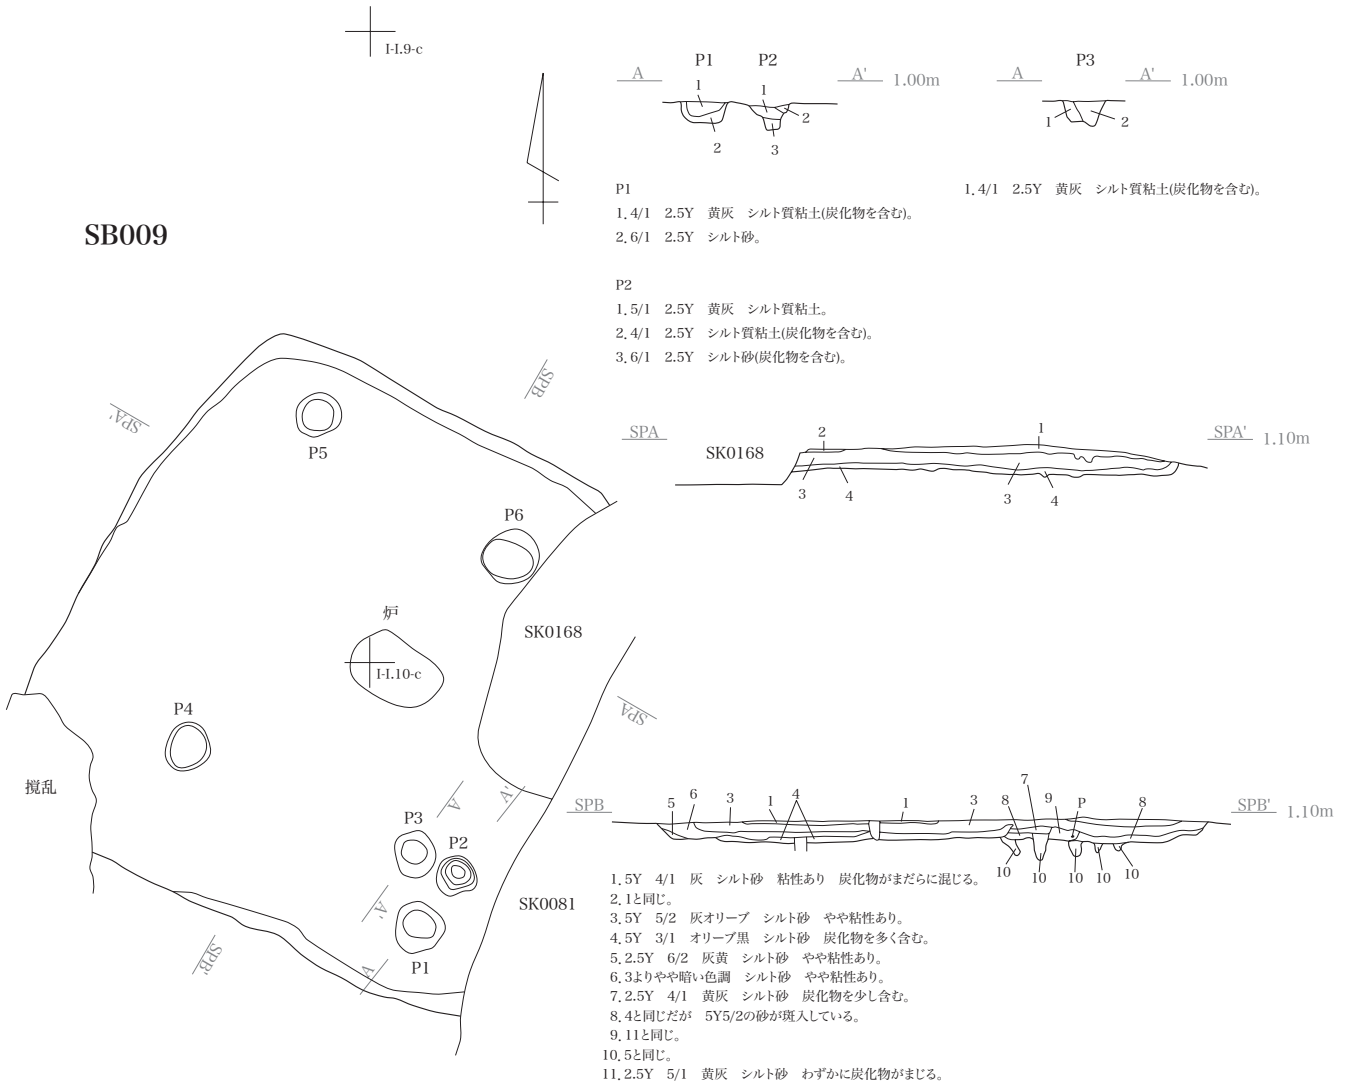 I-I.9-c
SB009
P1 P2
A A' 1.00m
1 1 2 2 3
P3
A A' 1.00m
1 2
P1
1. 4/1 2.5Y 黄灰 シルト質粘土(炭化物を含む)。
2. 6/1 2.5Y シルト砂。
1. 4/1 2.5Y 黄灰 シルト質粘土(炭化物を含む)。
P2
1. 5/1 2.5Y 黄灰 シルト質粘土。
2. 4/1 2.5Y シルト質粘土(炭化物を含む)。
3. 6/1 2.5Y シルト砂(炭化物を含む)。
SPB
SPA'
P5
P6
炉
I-I.10-c
SK0168
SPA
P4
撹乱
A
A'
P3
P2
A'
SK0081
P1
A
SPB'
SPA SPA' 1.10m
SK0168
2 1
3 4 3 4
SPB SPB' 1.10m
5 6 3 1 4 1 3 8 7 9 P 8
10 10 10 10 10
1. 5Y 4/1 灰 シルト砂 粘性あり 炭化物がまだらに混じる。
2. 1と同じ。
3. 5Y 5/2 灰オリーブ シルト砂 やや粘性あり。
4. 5Y 3/1 オリーブ黒 シルト砂 炭化物を多く含む。
5. 2.5Y 6/2 灰黄 シルト砂 やや粘性あり。
6. 3よりやや暗い色調 シルト砂 やや粘性あり。
7. 2.5Y 4/1 黄灰 シルト砂 炭化物を少し含む。
8. 4と同じだが 5Y5/2の砂が斑入している。
9. 11と同じ。
10. 5と同じ。
11. 2.5Y 5/1 黄灰 シルト砂 わずかに炭化物がまじる。